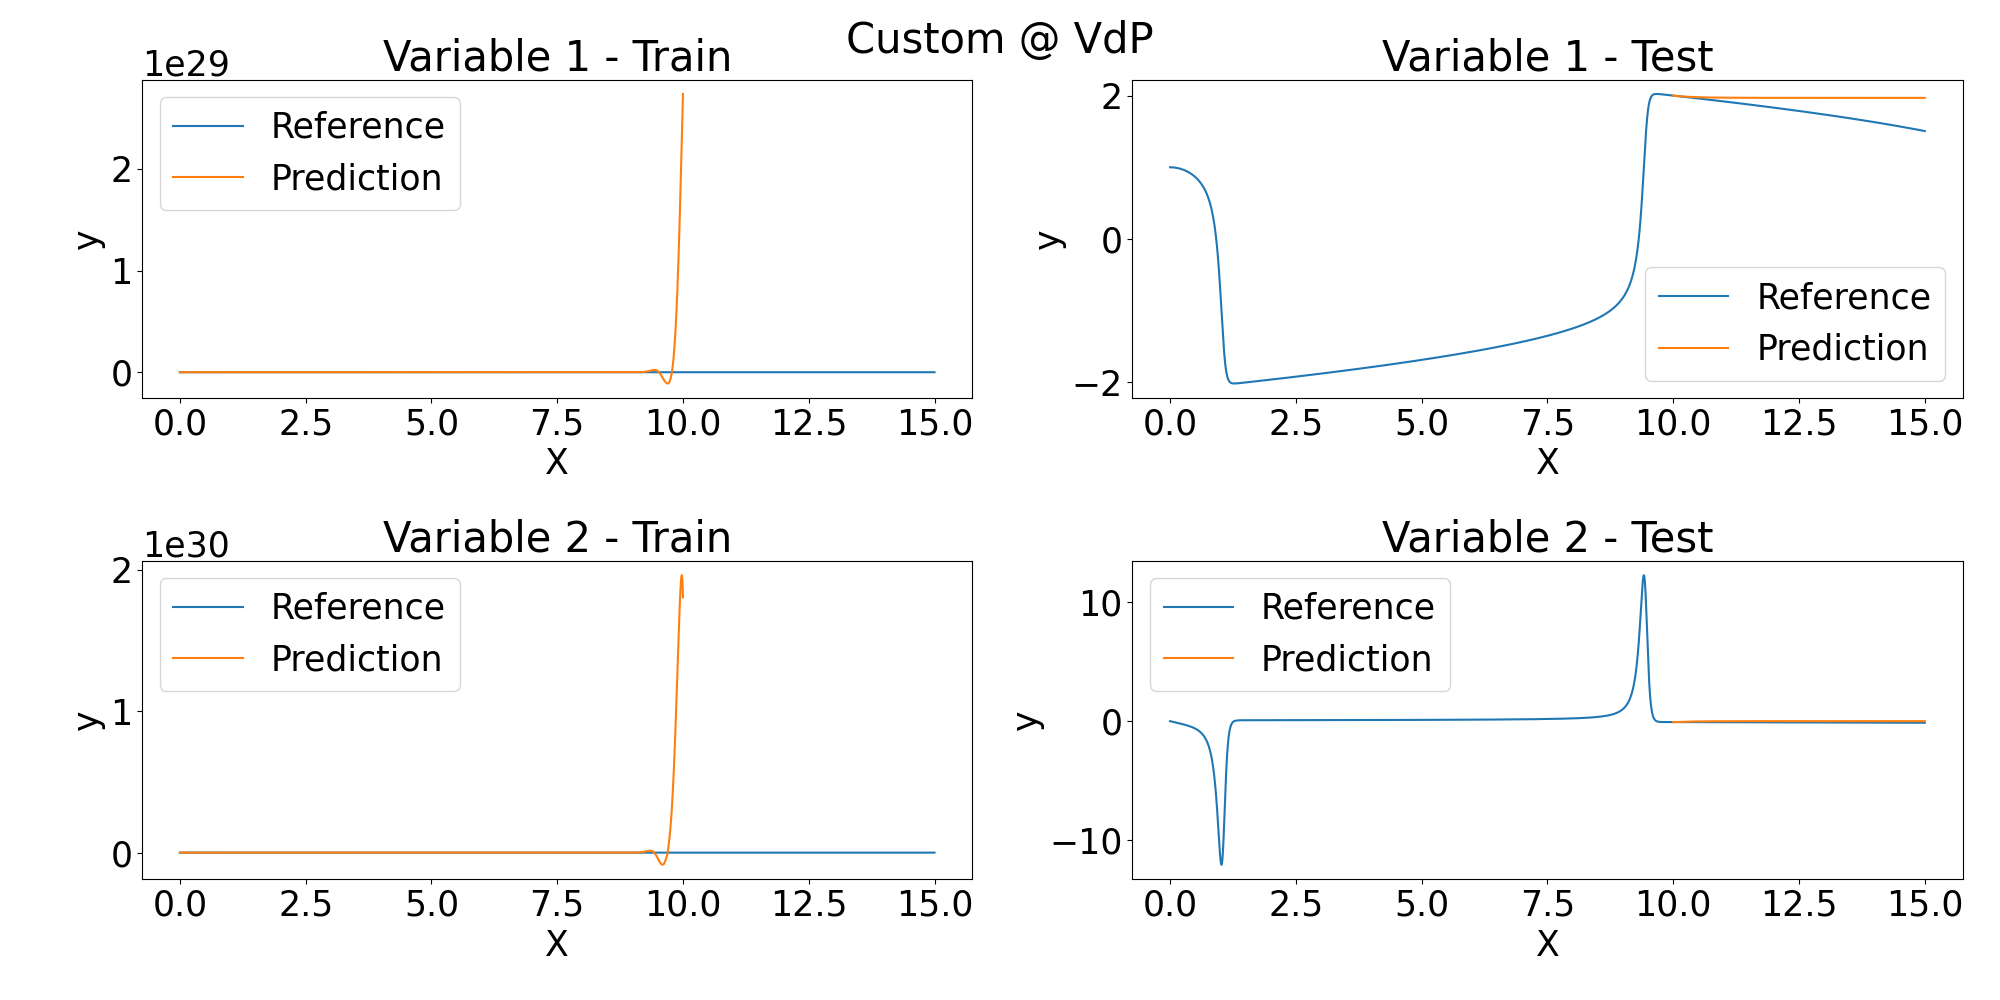 Custom @ VdP
Variable 1 - Train
1e29
Reference
Prediction
y
2
1
0
0.0 2.5 5.0 7.5 10.0 12.5 15.0
X
Variable 1 - Test
y
2
0
−2
Reference
Prediction
0.0 2.5 5.0 7.5 10.0 12.5 15.0
X
Variable 2 - Train
1e30
2
Reference
Prediction
y
1
0
0.0 2.5 5.0 7.5 10.0 12.5 15.0
X
Variable 2 - Test
Reference
Prediction
y
10
0
−10
0.0 2.5 5.0 7.5 10.0 12.5 15.0
X